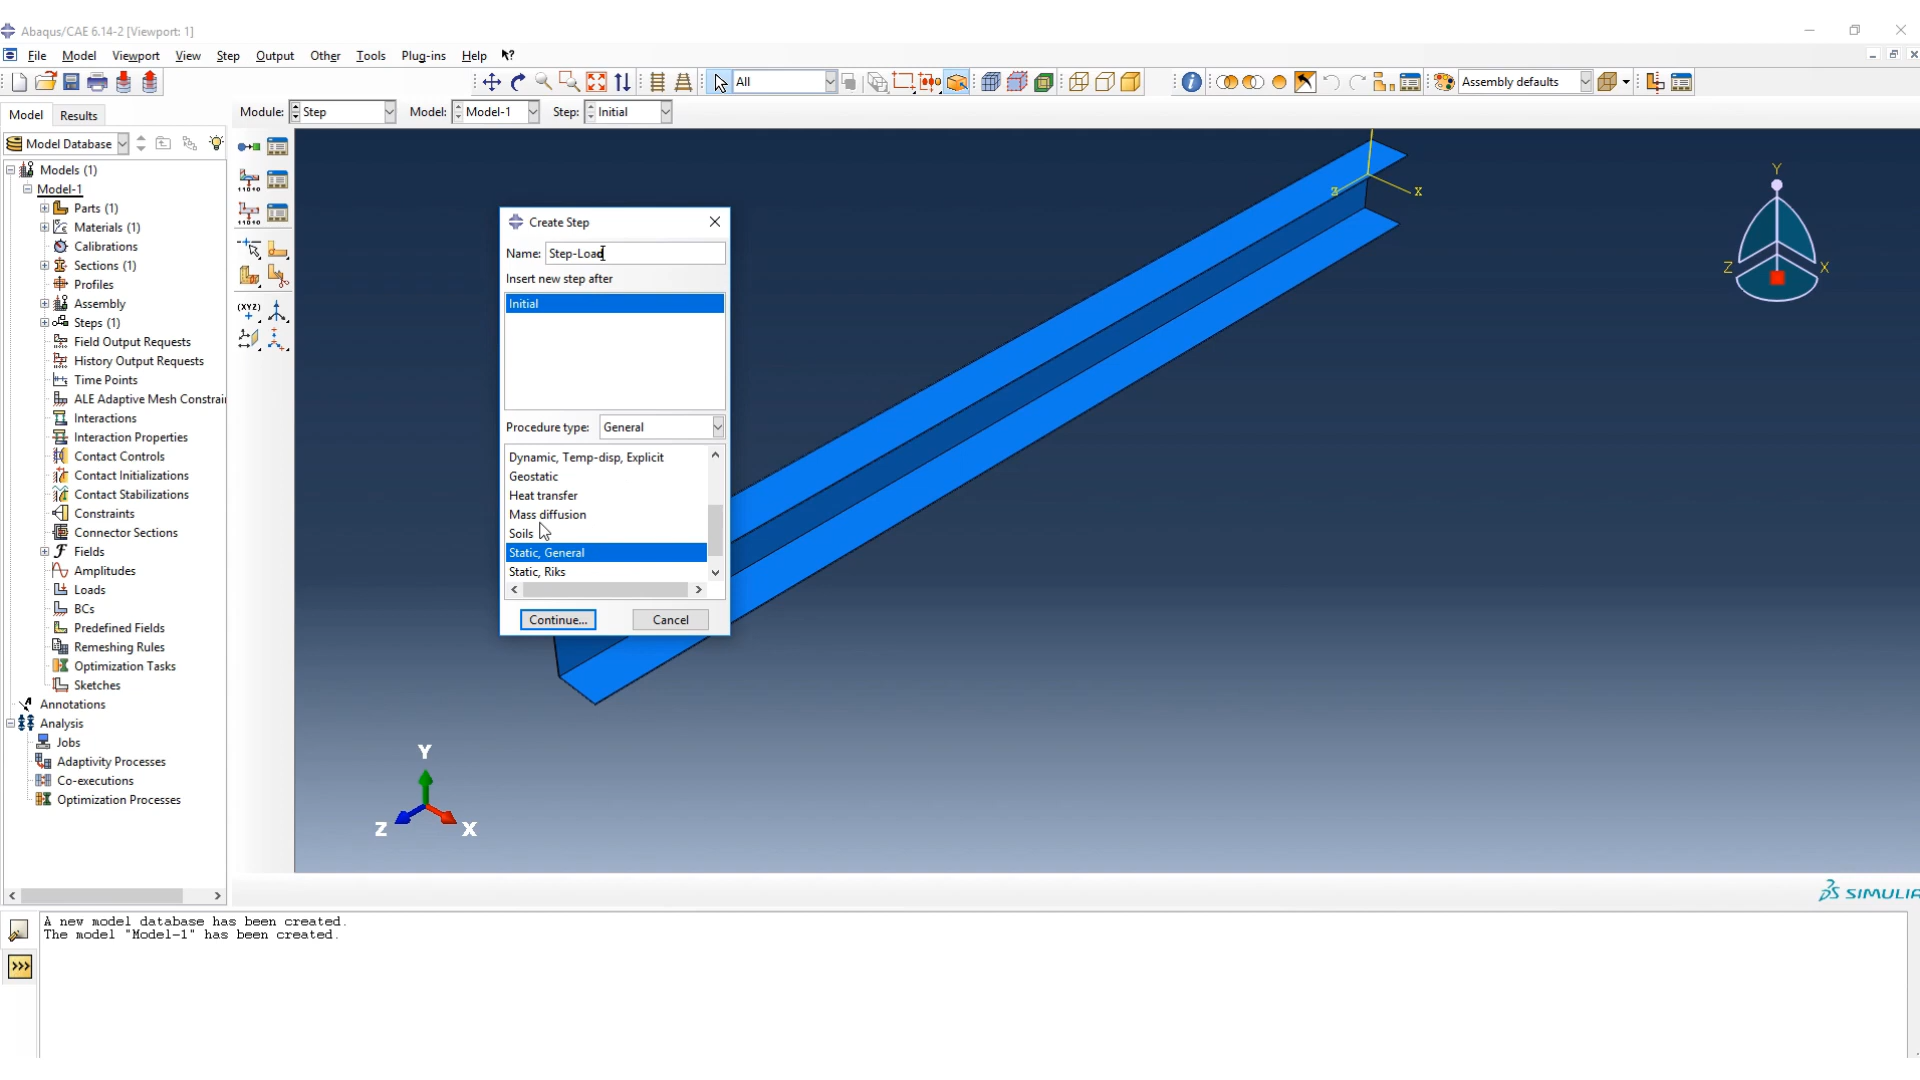 Abaqus/CAE 6.14-2 [Viewport: 1]
File Model Viewport View Step Output Other Tools Plug-ins Help
All
Assembly defaults
Model Results
Module: Step Model: Model-1 Step: Initial
Model Database
Models (1)
Model-1
Parts (1)
Materials (1)
Calibrations
Sections (1)
Profiles
Assembly
Steps (1)
Field Output Requests
History Output Requests
Time Points
ALE Adaptive Mesh Constrai
Interactions
Interaction Properties
Contact Controls
Contact Initializations
Contact Stabilizations
Constraints
Connector Sections
Fields
Amplitudes
Loads
BCs
Predefined Fields
Remeshing Rules
Optimization Tasks
Sketches
Annotations
Analysis
Jobs
Adaptivity Processes
Co-executions
Optimization Processes
(XYZ)
Create Step
Name: Step-Load
Insert new step after
Initial
Procedure type: General
Dynamic, Temp-disp, Explicit
Geostatic
Heat transfer
Mass diffusion
Soils
Static, General
Static, Riks
Continue... Cancel
Z X
Y
Z X
Y
Z X
SIMULIA
A new model database has been created.
The model "Model-1" has been created.
>>>